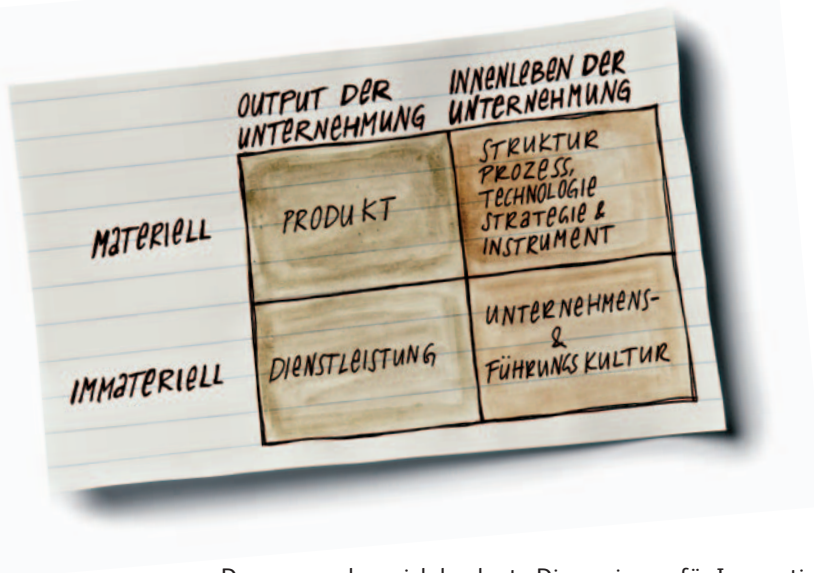 OUTPUT DER
UNTERNEHMUNG
INNENLEBEN DER
UNTERNEHMUNG
MATERIELL
PRODUKT
STRUKTUR
PROZESS,
TECHNOLOGIE
STRATEGIE &
INSTRUMENT
IMMATERIELL
DIENSTLEISTUNG
UNTERNEHMENS-
&
FÜHRUNGSKULTUR